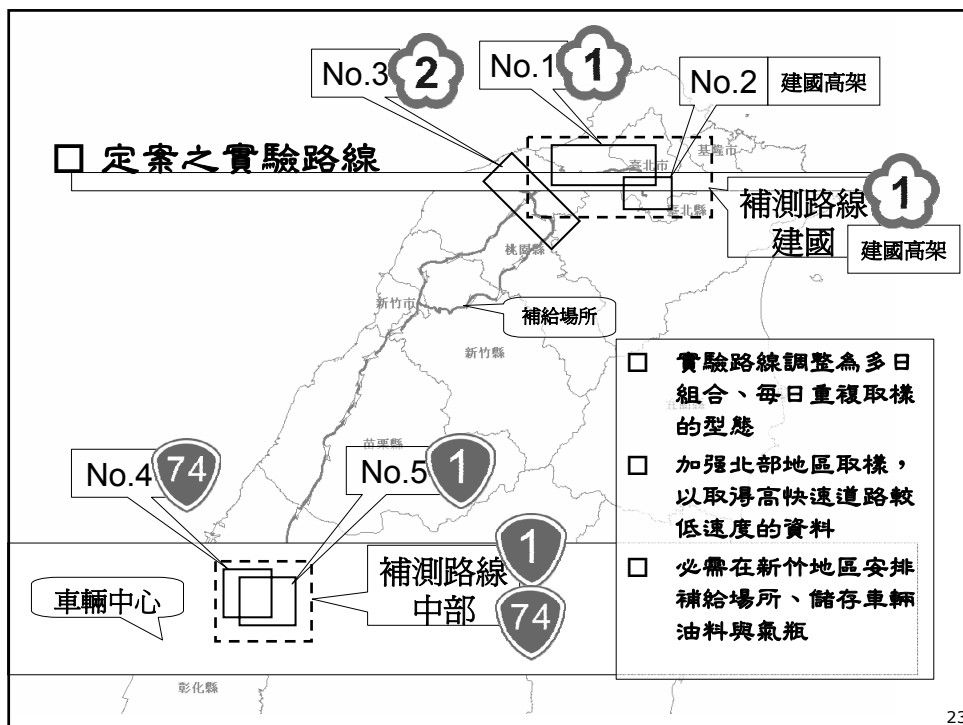 No.3
2
No.1
1
No.2
建國高架
□ 定案之實驗路線
臺北市
基隆市
臺北縣
補測路線
建國
1
建國高架
桃園縣
新竹市
補給場所
新竹縣
□ 實驗路線調整為多日
組合、每日重複取樣
的型態
□ 加強北部地區取樣，
以取得高快速道路較
低速度的資料
□ 必需在新竹地區安排
補給場所、儲存車輛
油料與氣瓶
苗栗縣
No.4
74
No.5
1
補測路線
中部
1
74
車輛中心
彰化縣
23